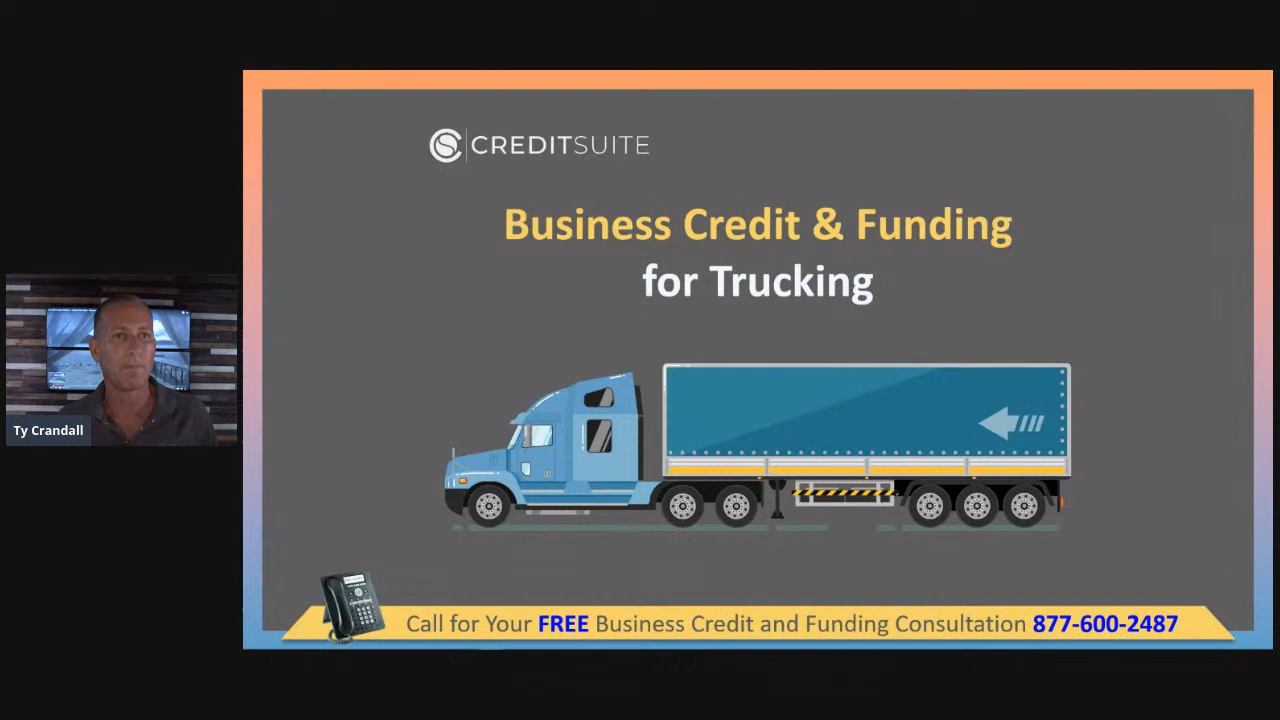 CREDITSUITE
Business Credit & Funding
for Trucking
Ty Crandall
Call for Your FREE Business Credit and Funding Consultation 877-600-2487